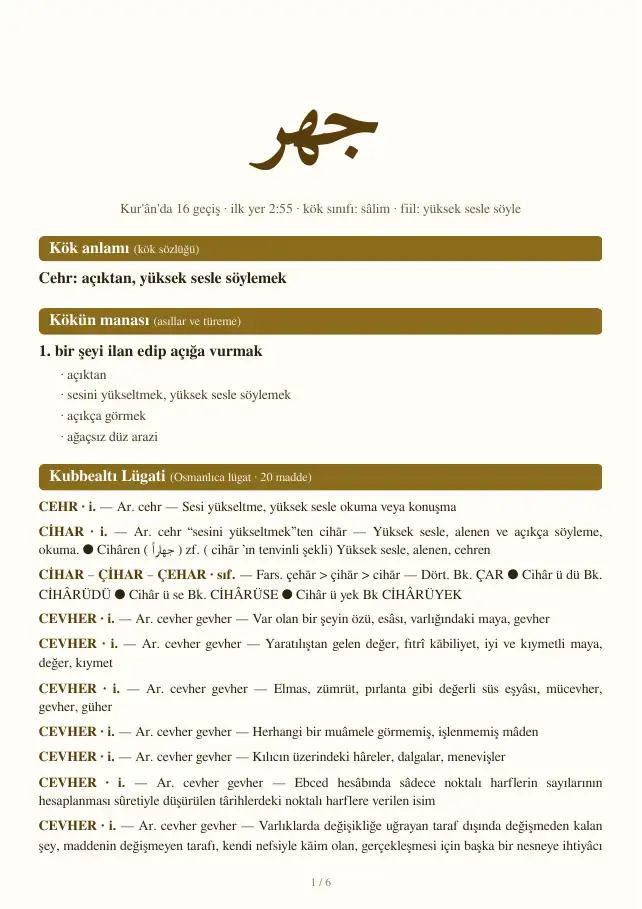 جهر
Kur'ân'da 16 geçiş · ilk yer 2:55 · kök sınıfı: sâlim · fiil: yüksek sesle söyle
Kök anlamı (kök sözlüğü)
Cehr: açıktan, yüksek sesle söylemek
Kökün manası (asıllar ve türeme)
1. bir şeyi ilan edip açığa vurmak
· açıktan
· sesini yükseltmek, yüksek sesle söylemek
· açıkça görmek
· ağaçsız düz arazi
Kubbealtı Lügati (Osmanlıca lügat · 20 madde)
CEHR · i. — Ar. cehr — Sesi yükseltme, yüksek sesle okuma veya konuşma
CİHAR · i. — Ar. cehr “sesini yükseltmek”ten cihār — Yüksek sesle, alenen ve açıkça söyleme,
okuma. ● Cihâren ( جهاراً ) zf. ( cihār ’ın tenvinli şekli) Yüksek sesle, alenen, cehren
CİHAR – ÇİHAR – ÇEHAR · sıf. — Fars. çehār > çihār > cihār — Dört. Bk. ÇAR ● Cihâr ü dü Bk.
CİHÂRÜDÜ ● Cihâr ü se Bk. CİHÂRÜSE ● Cihâr ü yek Bk CİHÂRÜYEK
CEVHER · i. — Ar. cevher gevher — Var olan bir şeyin özü, esâsı, varlığındaki maya, gevher
CEVHER · i. — Ar. cevher gevher — Yaratılıştan gelen değer, fıtrî kābiliyet, iyi ve kıymetli maya,
değer, kıymet
CEVHER · i. — Ar. cevher gevher — Elmas, zümrüt, pırlanta gibi değerli süs eşyâsı, mücevher,
gevher, güher
CEVHER · i. — Ar. cevher gevher — Herhangi bir muâmele görmemiş, işlenmemiş mâden
CEVHER · i. — Ar. cevher gevher — Kılıcın üzerindeki hâreler, dalgalar, menevişler
CEVHER · i. — Ar. cevher gevher — Ebced hesâbında sâdece noktalı harflerin sayılarının
hesaplanması sûretiyle düşürülen târihlerdeki noktalı harflere verilen isim
CEVHER · i. — Ar. cevher gevher — Varlıklarda değişikliğe uğrayan taraf dışında değişmeden kalan
şey, maddenin değişmeyen tarafı, kendi nefsiyle kāim olan, gerçekleşmesi için başka bir nesneye ihtiyâcı
1 / 6